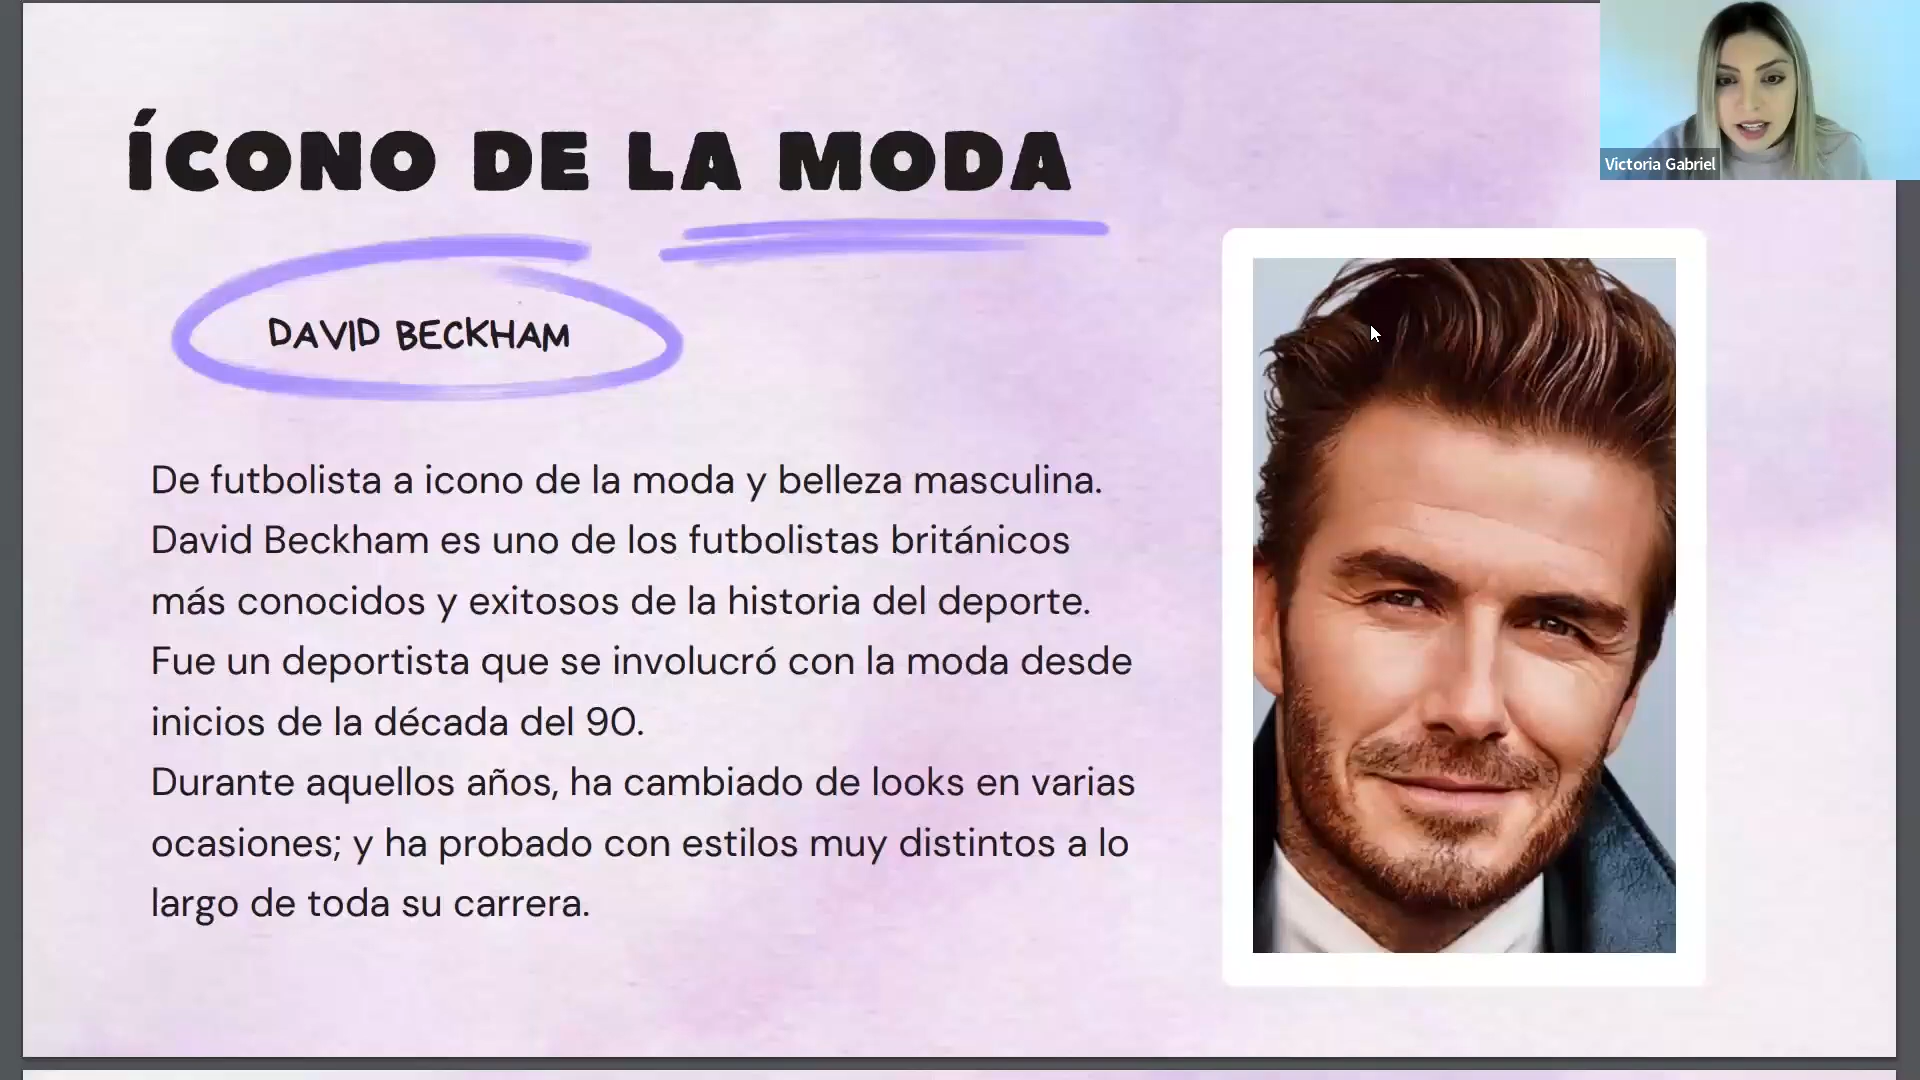 ÍCONO DE LA MODA
Victoria Gabriel
DAVID BECKHAM
De futbolista a icono de la moda y belleza masculina.
David Beckham es uno de los futbolistas británicos
más conocidos y exitosos de la historia del deporte.
Fue un deportista que se involucró con la moda desde
inicios de la década del 90.
Durante aquellos años, ha cambiado de looks en varias
ocasiones; y ha probado con estilos muy distintos a lo
largo de toda su carrera.